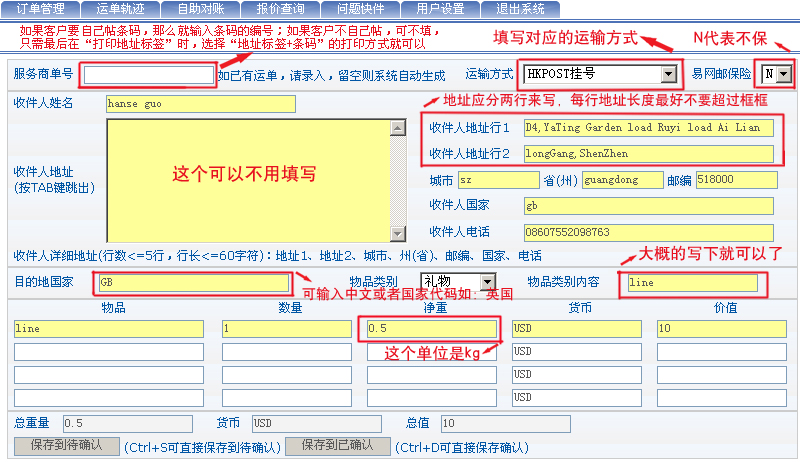 订单管理 运单轨迹 自助对账 报价查询 问题快件 用户设置 退出系统
如果客户要自己帖条码，那么就输入条码的编号；如果客户不自己帖，可不填，
只需最后在“打印地址标签”时，选择“地址标签+条码”的打印方式就可以
填写对应的运输方式
N代表不保
服务商单号 如已有运单，请录入，留空则系统自动生成 运输方式 HKPOST挂号 易网邮保险 N
收件人姓名 hanse guo
地址应分两行来写，每行地址长度最好不要超过框框
收件人地址
(按TAB键跳出)
这个可以不用填写
收件人地址行1 D4,YaTing Garden load Ruyi load Ai Lian
收件人地址行2 longGang,ShenZhen
城市 sz 省(州) guangdong 邮编 518000
收件人国家 gb
收件人电话 08607552098763
收件人详细地址(行数<=5行，行长<=60字符)：地址1、地址2、城市、州(省)、邮编、国家、电话
大概的写下就可以了
目的地国家 GB 物品类别 礼物 物品类别内容 line
可输入中文或者国家代码如：英国
物品 数量 净重 货币 价值
line 1 0.5 USD 10
USD
这个单位是kg
USD
USD
总重量 0.5 货币 USD 总值 10
保存到待确认 (Ctrl+S可直接保存到待确认) 保存到已确认 (Ctrl+D可直接保存到已确认)